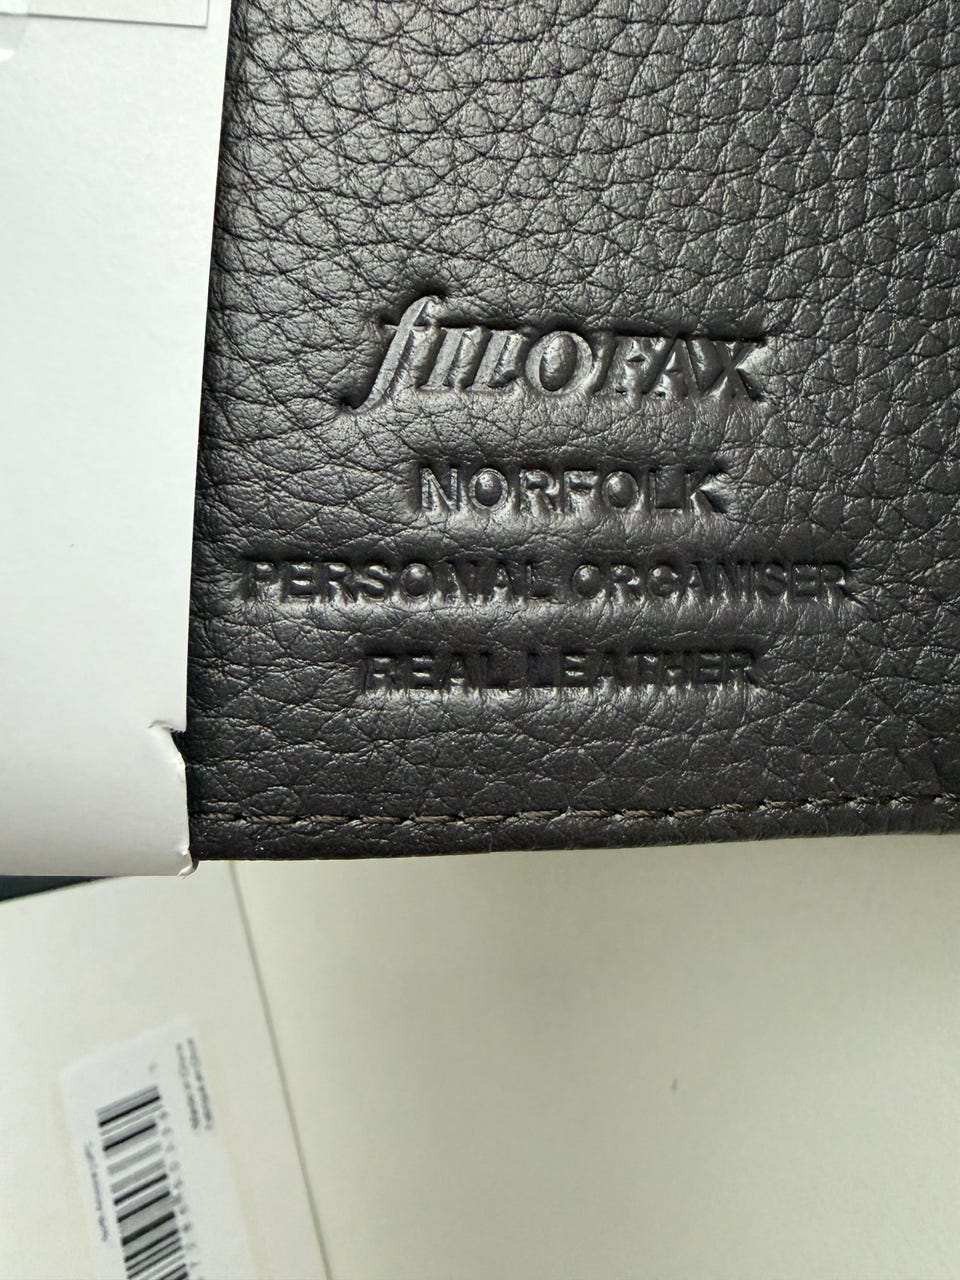 fILOFAX
NORFOLK
PERSONAL ORGANISER
REAL LEATHER